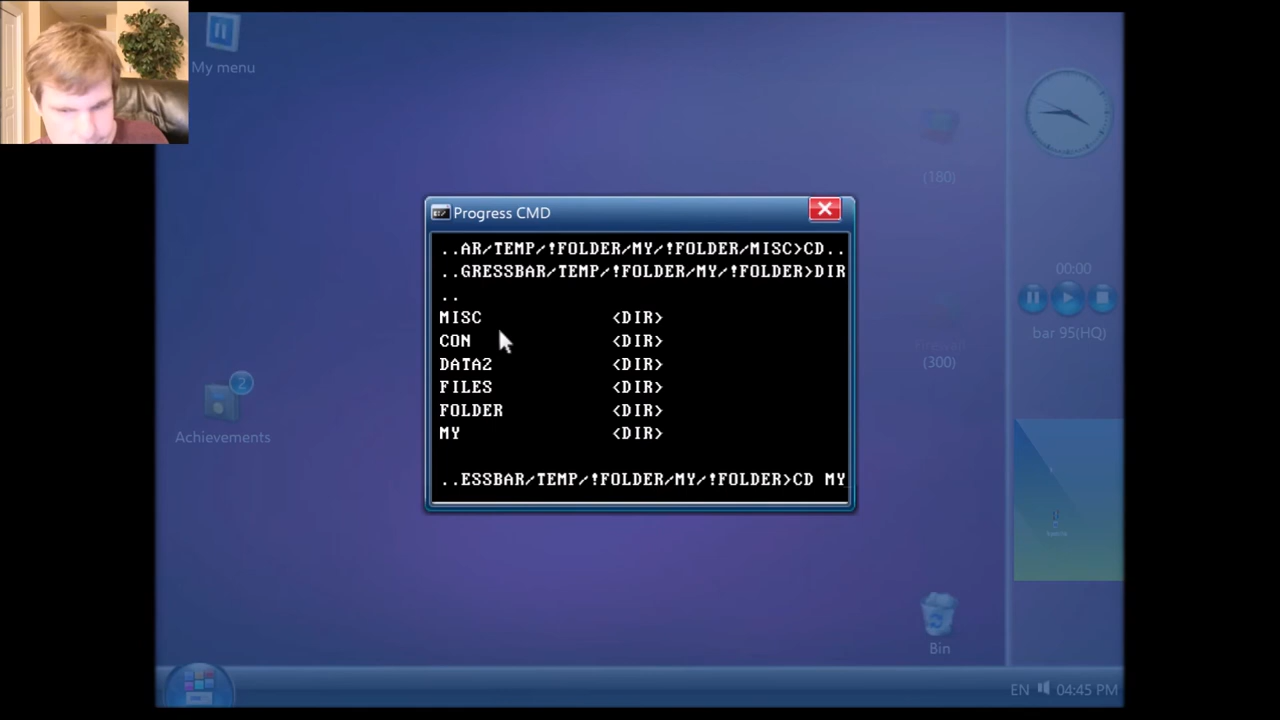 My menu
(180)
Progress CMD
..AR/TEMP/!FOLDER/MY/!FOLDER/MISC>CD..
..GRESSBAR/TEMP/!FOLDER/MY/!FOLDER>DIR
..
MISC <DIR>
CON <DIR>
DATA2 <DIR>
FILES <DIR>
FOLDER <DIR>
MY <DIR>
..ESSBAR/TEMP/!FOLDER/MY/!FOLDER>CD MY_
00:00
bar 95(HQ)
(300)
2
Achievements
Bin
EN 04:45 PM